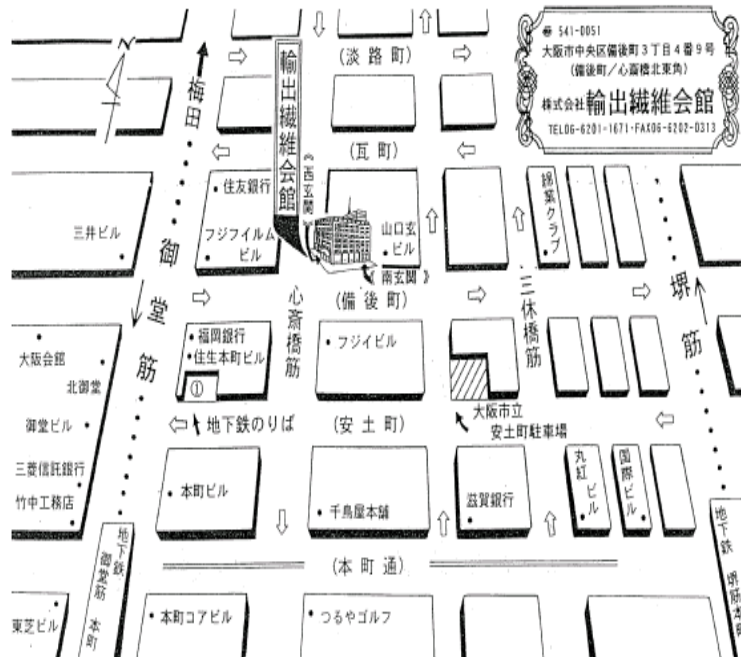 〒 541-0051
大阪市中央区備後町3丁目4番9号
(備後町/心斎橋北東角)
株式会社輸出繊維会館
TEL06-6201-1671・FAX06-6202-0313
N
梅田
(淡路町)
輸出繊維会館
(瓦町)
《西玄関》
住友銀行
フジフイルム
ビル
三井ビル
山口玄
ビル
南玄関 》
綿業クラブ
御堂筋
心斎橋筋
(備後町)
三休橋筋
堺筋
大阪会館
北御堂
御堂ビル
三菱信託銀行
竹中工務店
福岡銀行
住生本町ビル
①
フジイビル
地下鉄のりば
(安土町)
大阪市立
安土町駐車場
本町ビル
千鳥屋本舗
滋賀銀行
丸紅ビル
国際ビル
(本町通)
地下鉄
御堂筋 本町
地下鉄 堺筋本町
東芝ビル
本町コアビル
つるやゴルフ